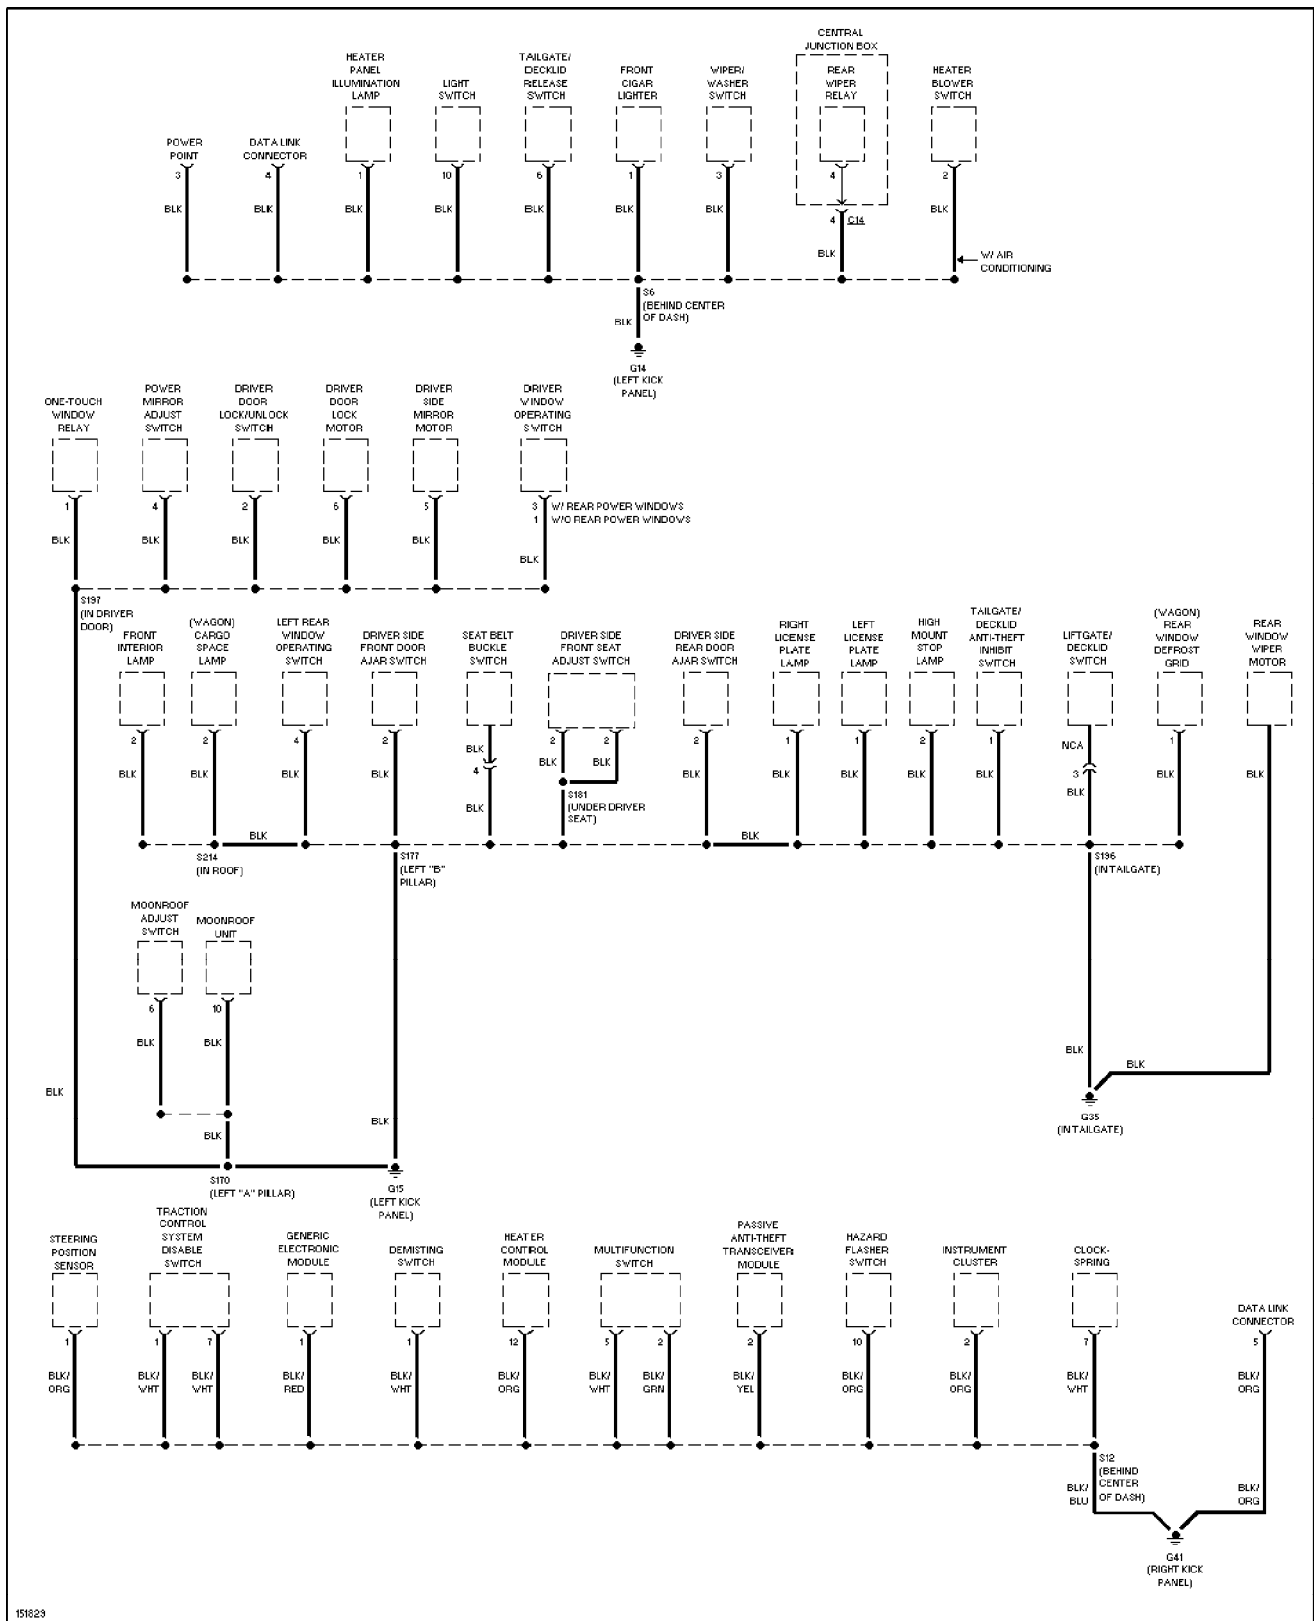 CENTRAL
JUNCTION BOX
HEATER
PANEL
ILLUMINATION
LAMP
LIGHT
SWITCH
TAILGATE/
DECKLID
RELEASE
SWITCH
FRONT
CIGAR
LIGHTER
WIPER/
WASHER
SWITCH
REAR
WIPER
RELAY
HEATER
BLOWER
SWITCH
POWER
POINT
DATA LINK
CONNECTOR
3 4 1 10 6 1 3 4 2
BLK BLK BLK BLK BLK BLK BLK BLK
4 C14
BLK
W/ AIR
CONDITIONING
S6
(BEHIND CENTER
OF DASH)
BLK
G14
(LEFT KICK
PANEL)
ONE-TOUCH
WINDOW
RELAY
POWER
MIRROR
ADJUST
SWITCH
DRIVER
DOOR
LOCK/UNLOCK
SWITCH
DRIVER
DOOR
LOCK
MOTOR
DRIVER
SIDE
MIRROR
MOTOR
DRIVER
WINDOW
OPERATING
SWITCH
1 4 2 6 5
3 W/ REAR POWER WINDOWS
1 W/O REAR POWER WINDOWS
BLK BLK BLK BLK BLK
BLK
S197
(IN DRIVER
DOOR)
FRONT
INTERIOR
LAMP
(WAGON)
CARGO
SPACE
LAMP
LEFT REAR
WINDOW
OPERATING
SWITCH
DRIVER SIDE
FRONT DOOR
AJAR SWITCH
SEAT BELT
BUCKLE
SWITCH
DRIVER SIDE
FRONT SEAT
ADJUST SWITCH
DRIVER SIDE
REAR DOOR
AJAR SWITCH
RIGHT
LICENSE
PLATE
LAMP
LEFT
LICENSE
PLATE
LAMP
HIGH
MOUNT
STOP
LAMP
TAILGATE/
DECKLID
ANTI-THEFT
INHIBIT
SWITCH
LIFTGATE/
DECKLID
SWITCH
(WAGON)
REAR
WINDOW
DEFROST
GRID
REAR
WINDOW
WIPER
MOTOR
2 2 4 2 2 2 2 1 1 2 1 1
BLK NCA
BLK BLK
4 3
BLK BLK BLK BLK BLK BLK BLK BLK BLK BLK BLK
BLK BLK
S181
(UNDER DRIVER
SEAT)
BLK BLK
S214
(IN ROOF)
S177
(LEFT "B"
PILLAR)
S196
(IN TAILGATE)
MOONROOF
ADJUST
SWITCH
MOONROOF
UNIT
6 10
BLK BLK
BLK BLK
BLK
BLK
BLK
G35
(IN TAILGATE)
S170
(LEFT "A" PILLAR)
G15
(LEFT KICK
PANEL)
STEERING
POSITION
SENSOR
TRACTION
CONTROL
SYSTEM
DISABLE
SWITCH
GENERIC
ELECTRONIC
MODULE
DEMISTING
SWITCH
HEATER
CONTROL
MODULE
MULTIFUNCTION
SWITCH
PASSIVE
ANTI-THEFT
TRANSCEIVER
MODULE
HAZARD
FLASHER
SWITCH
INSTRUMENT
CLUSTER
CLOCK-
SPRING
DATA LINK
CONNECTOR
1 1 7 1 1 12 5 2 2 10 2 7 5
BLK/ BLK/ BLK/ BLK/ BLK/ BLK/ BLK/ BLK/ BLK/ BLK/ BLK/ BLK/ BLK/
ORG WHT WHT RED WHT ORG WHT GRN YEL ORG ORG WHT ORG
S12
(BEHIND
CENTER
OF DASH)
BLK/ BLK/
BLU ORG
G41
(RIGHT KICK
PANEL)
151829